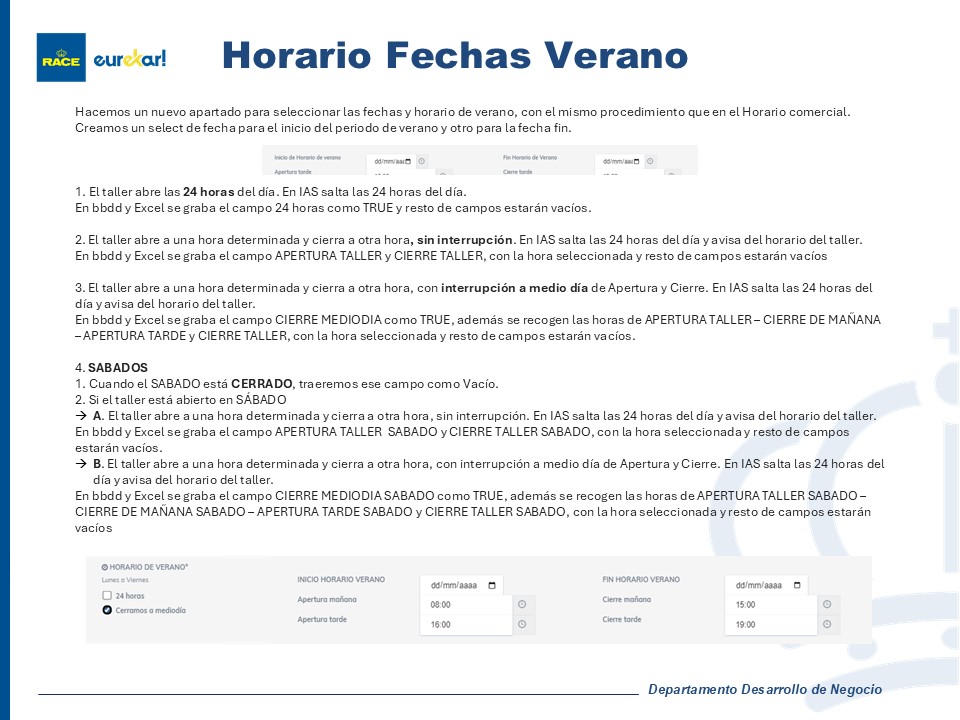 RACE eurekar!
Horario Fechas Verano
Hacemos un nuevo apartado para seleccionar las fechas y horario de verano, con el mismo procedimiento que en el Horario comercial.
Creamos un select de fecha para el inicio del periodo de verano y otro para la fecha fin.
Inicio de Horario de verano dd/mm/aaaa Fin Horario de Verano dd/mm/aaaa
Apertura tarde Cierre tarde
1. El taller abre las 24 horas del día. En IAS salta las 24 horas del día.
En bbdd y Excel se graba el campo 24 horas como TRUE y resto de campos estarán vacíos.
2. El taller abre a una hora determinada y cierra a otra hora, sin interrupción. En IAS salta las 24 horas del día y avisa del horario del taller.
En bbdd y Excel se graba el campo APERTURA TALLER y CIERRE TALLER, con la hora seleccionada y resto de campos estarán vacíos
3. El taller abre a una hora determinada y cierra a otra hora, con interrupción a medio día de Apertura y Cierre. En IAS salta las 24 horas del
día y avisa del horario del taller.
En bbdd y Excel se graba el campo CIERRE MEDIODIA como TRUE, además se recogen las horas de APERTURA TALLER – CIERRE DE MAÑANA
– APERTURA TARDE y CIERRE TALLER, con la hora seleccionada y resto de campos estarán vacíos.
4. SABADOS
1. Cuando el SABADO está CERRADO, traeremos ese campo como Vacío.
2. Si el taller está abierto en SÁBADO
→ A. El taller abre a una hora determinada y cierra a otra hora, sin interrupción. En IAS salta las 24 horas del día y avisa del horario del taller.
En bbdd y Excel se graba el campo APERTURA TALLER SABADO y CIERRE TALLER SABADO, con la hora seleccionada y resto de campos
estarán vacíos.
→ B. El taller abre a una hora determinada y cierra a otra hora, con interrupción a medio día de Apertura y Cierre. En IAS salta las 24 horas del
día y avisa del horario del taller.
En bbdd y Excel se graba el campo CIERRE MEDIODIA SABADO como TRUE, además se recogen las horas de APERTURA TALLER SABADO –
CIERRE DE MAÑANA SABADO – APERTURA TARDE SABADO y CIERRE TALLER SABADO, con la hora seleccionada y resto de campos estarán
vacíos
HORARIO DE VERANO*
Lunes a Viernes
24 horas
Cerramos a mediodía
INICIO HORARIO VERANO dd/mm/aaaa
Apertura mañana 08:00
Apertura tarde 16:00
FIN HORARIO VERANO dd/mm/aaaa
Cierre mañana 15:00
Cierre tarde 19:00
Departamento Desarrollo de Negocio